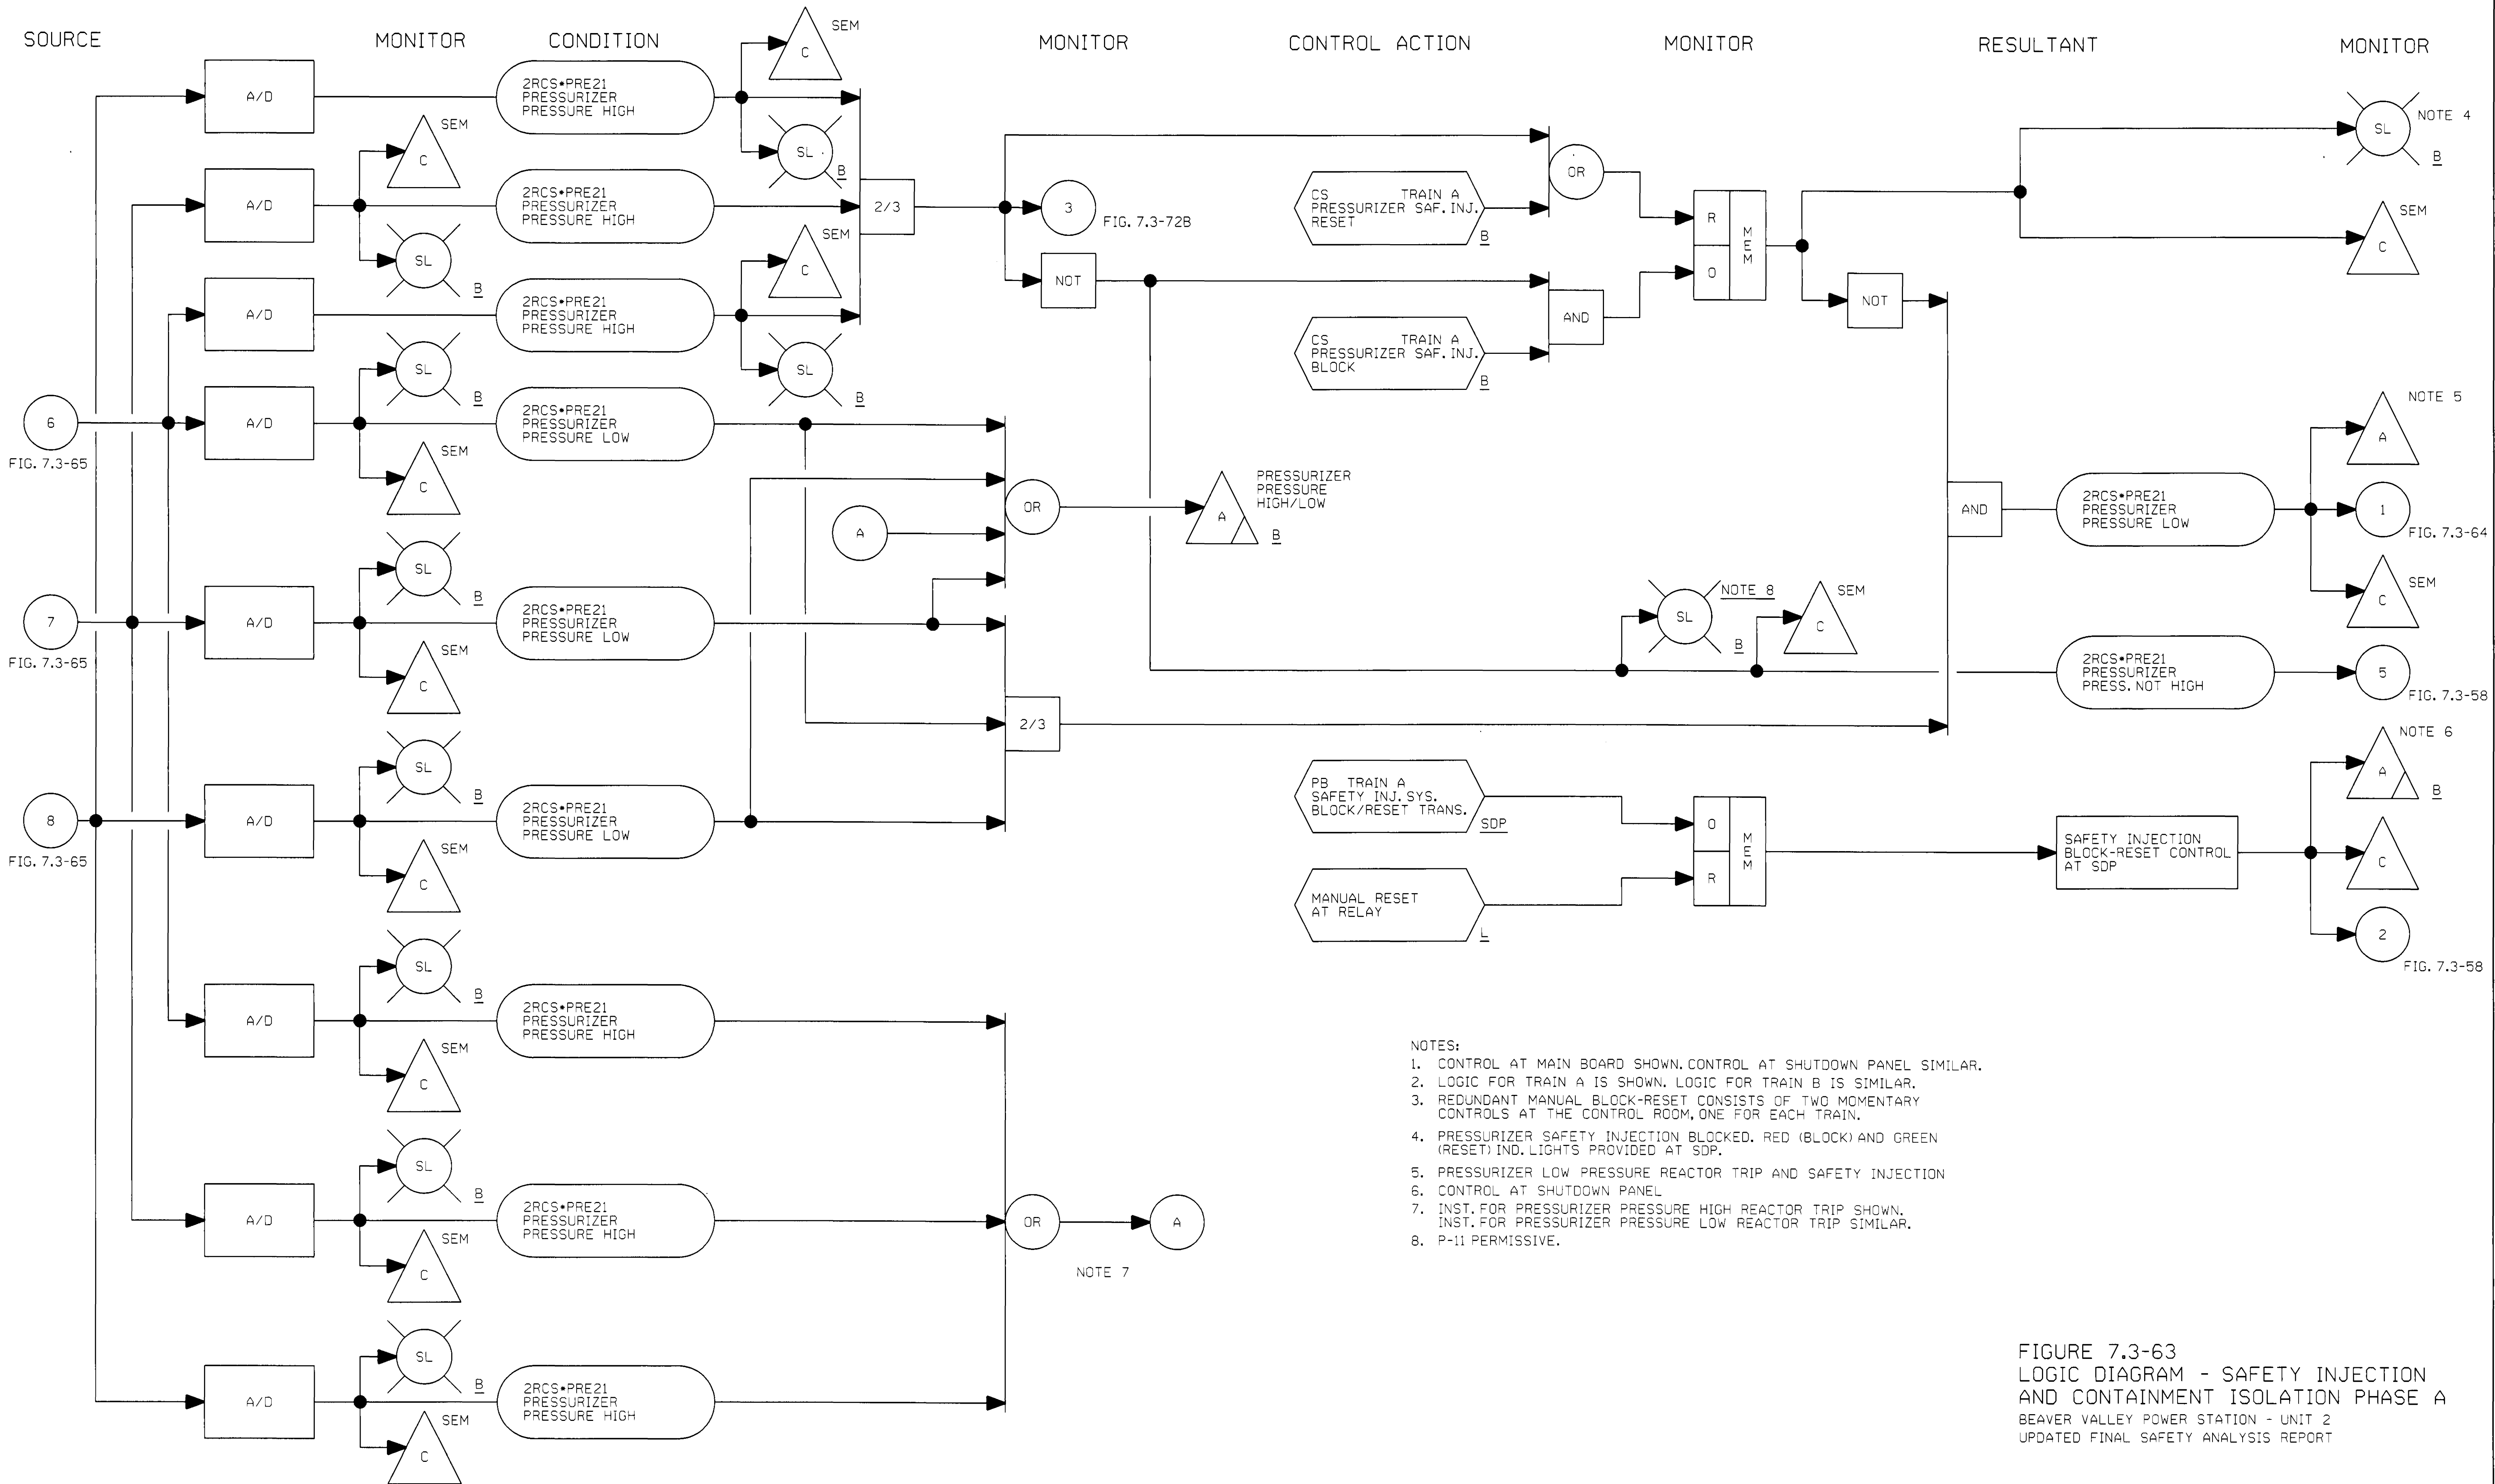 SOURCE
MONITOR
CONDITION
MONITOR
CONTROL ACTION
MONITOR
RESULTANT
MONITOR
A/D
2RCS*PRE21
PRESSURIZER
PRESSURE HIGH
C
SEM
SL
B
A/D
C
SEM
SL
B
2RCS*PRE21
PRESSURIZER
PRESSURE HIGH
A/D
2RCS*PRE21
PRESSURIZER
PRESSURE HIGH
C
SEM
SL
B
2/3
3
FIG. 7.3-72B
NOT
CS TRAIN A
PRESSURIZER SAF. INJ.
RESET
B
OR
CS TRAIN A
PRESSURIZER SAF. INJ.
BLOCK
B
AND
R
O
MEM
NOT
SL
NOTE 4
B
C
SEM
6
FIG. 7.3-65
A/D
SL
B
C
SEM
2RCS*PRE21
PRESSURIZER
PRESSURE LOW
A
OR
A
PRESSURIZER
PRESSURE
HIGH/LOW
B
AND
2RCS*PRE21
PRESSURIZER
PRESSURE LOW
A
NOTE 5
1
FIG. 7.3-64
C
SEM
7
FIG. 7.3-65
A/D
SL
B
C
SEM
2RCS*PRE21
PRESSURIZER
PRESSURE LOW
SL
NOTE 8
B
C
SEM
2RCS*PRE21
PRESSURIZER
PRESS. NOT HIGH
5
FIG. 7.3-58
2/3
8
FIG. 7.3-65
A/D
SL
B
C
SEM
2RCS*PRE21
PRESSURIZER
PRESSURE LOW
PB TRAIN A
SAFETY INJ. SYS.
BLOCK/RESET TRANS.
SDP
MANUAL RESET
AT RELAY
L
O
R
MEM
SAFETY INJECTION
BLOCK-RESET CONTROL
AT SDP
A
NOTE 6
B
C
2
FIG. 7.3-58
A/D
SL
B
C
SEM
2RCS*PRE21
PRESSURIZER
PRESSURE HIGH
A/D
SL
B
C
SEM
2RCS*PRE21
PRESSURIZER
PRESSURE HIGH
OR
A
NOTE 7
A/D
SL
B
C
SEM
2RCS*PRE21
PRESSURIZER
PRESSURE HIGH
NOTES:
1. CONTROL AT MAIN BOARD SHOWN. CONTROL AT SHUTDOWN PANEL SIMILAR.
2. LOGIC FOR TRAIN A IS SHOWN. LOGIC FOR TRAIN B IS SIMILAR.
3. REDUNDANT MANUAL BLOCK-RESET CONSISTS OF TWO MOMENTARY
CONTROLS AT THE CONTROL ROOM, ONE FOR EACH TRAIN.
4. PRESSURIZER SAFETY INJECTION BLOCKED. RED (BLOCK) AND GREEN
(RESET) IND. LIGHTS PROVIDED AT SDP.
5. PRESSURIZER LOW PRESSURE REACTOR TRIP AND SAFETY INJECTION
6. CONTROL AT SHUTDOWN PANEL
7. INST. FOR PRESSURIZER PRESSURE HIGH REACTOR TRIP SHOWN.
INST. FOR PRESSURIZER PRESSURE LOW REACTOR TRIP SIMILAR.
8. P-11 PERMISSIVE.
FIGURE 7.3-63
LOGIC DIAGRAM - SAFETY INJECTION
AND CONTAINMENT ISOLATION PHASE A
BEAVER VALLEY POWER STATION - UNIT 2
UPDATED FINAL SAFETY ANALYSIS REPORT